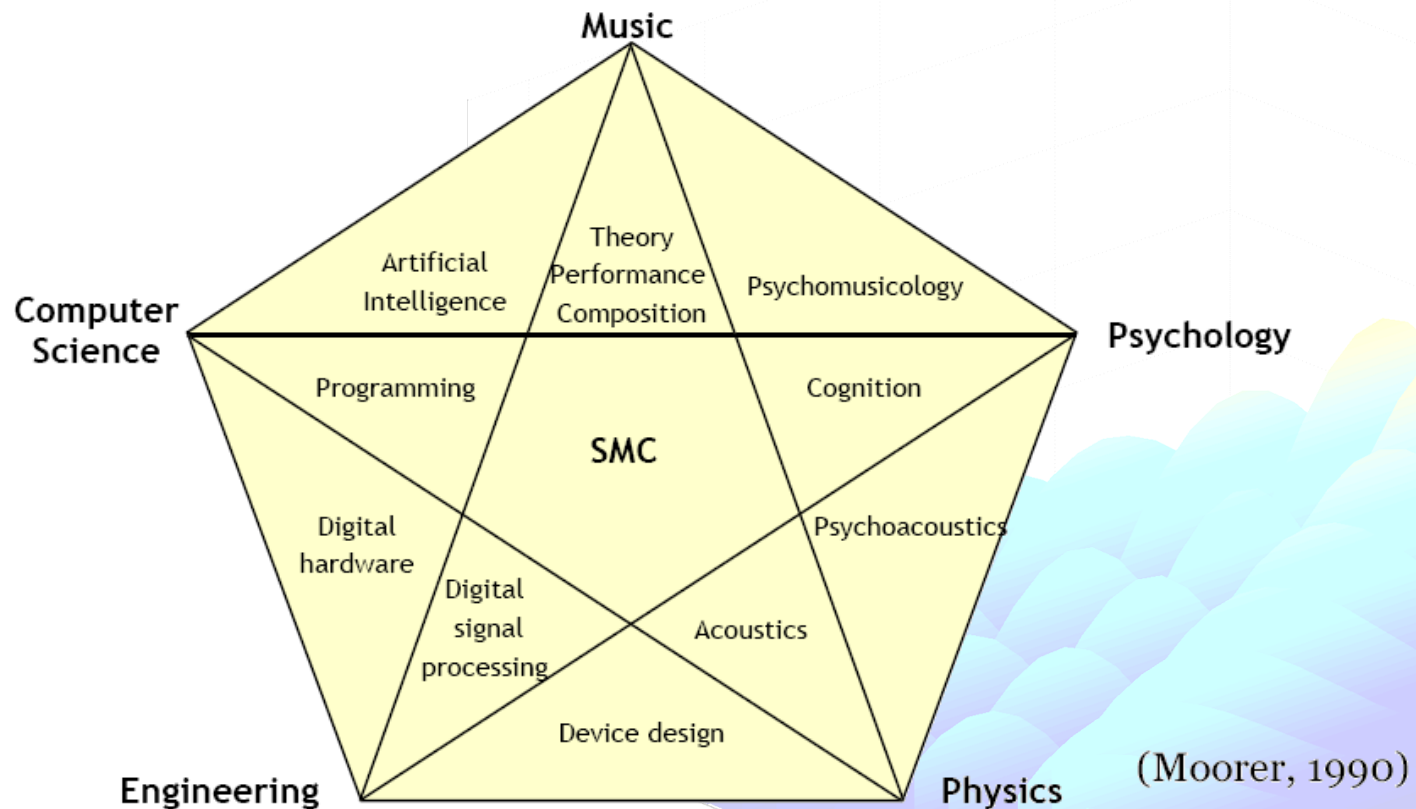 Music
Theory
Performance
Composition
Artificial
Intelligence
Psychomusicology
Computer
Science
Psychology
Programming
Cognition
SMC
Digital
hardware
Psychoacoustics
Digital
signal
processing
Acoustics
Device design
Engineering
Physics
(Moorer, 1990)